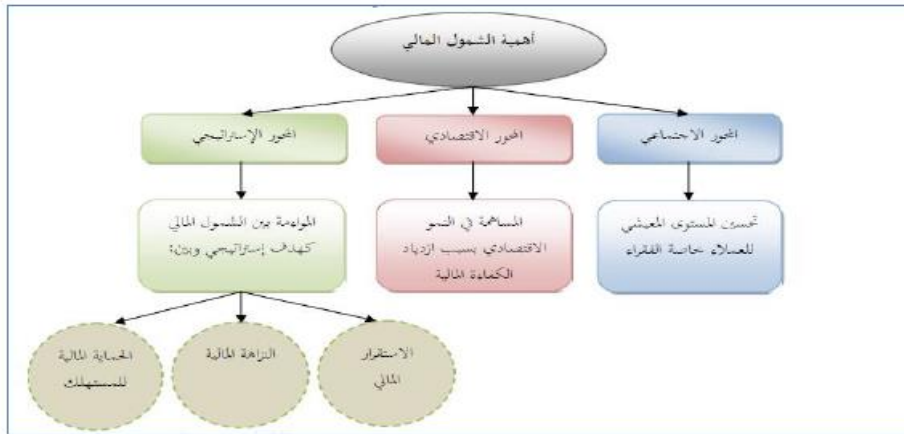 أهمية الشمول المالي
المحور الاجتماعي
المحور الاقتصادي
المحور الإستراتيجي
تحسين المستوى المعيشي
للعملاء خاصة الفقراء
المساهمة في النمو
الاقتصادي بسبب ازدياد
الكفاءة المالية
المواءمة بين الشمول المالي
كهدف إستراتيجي وبين:
الاستقرار
المالي
النزاهة المالية
الحماية المالية
للمستهلك